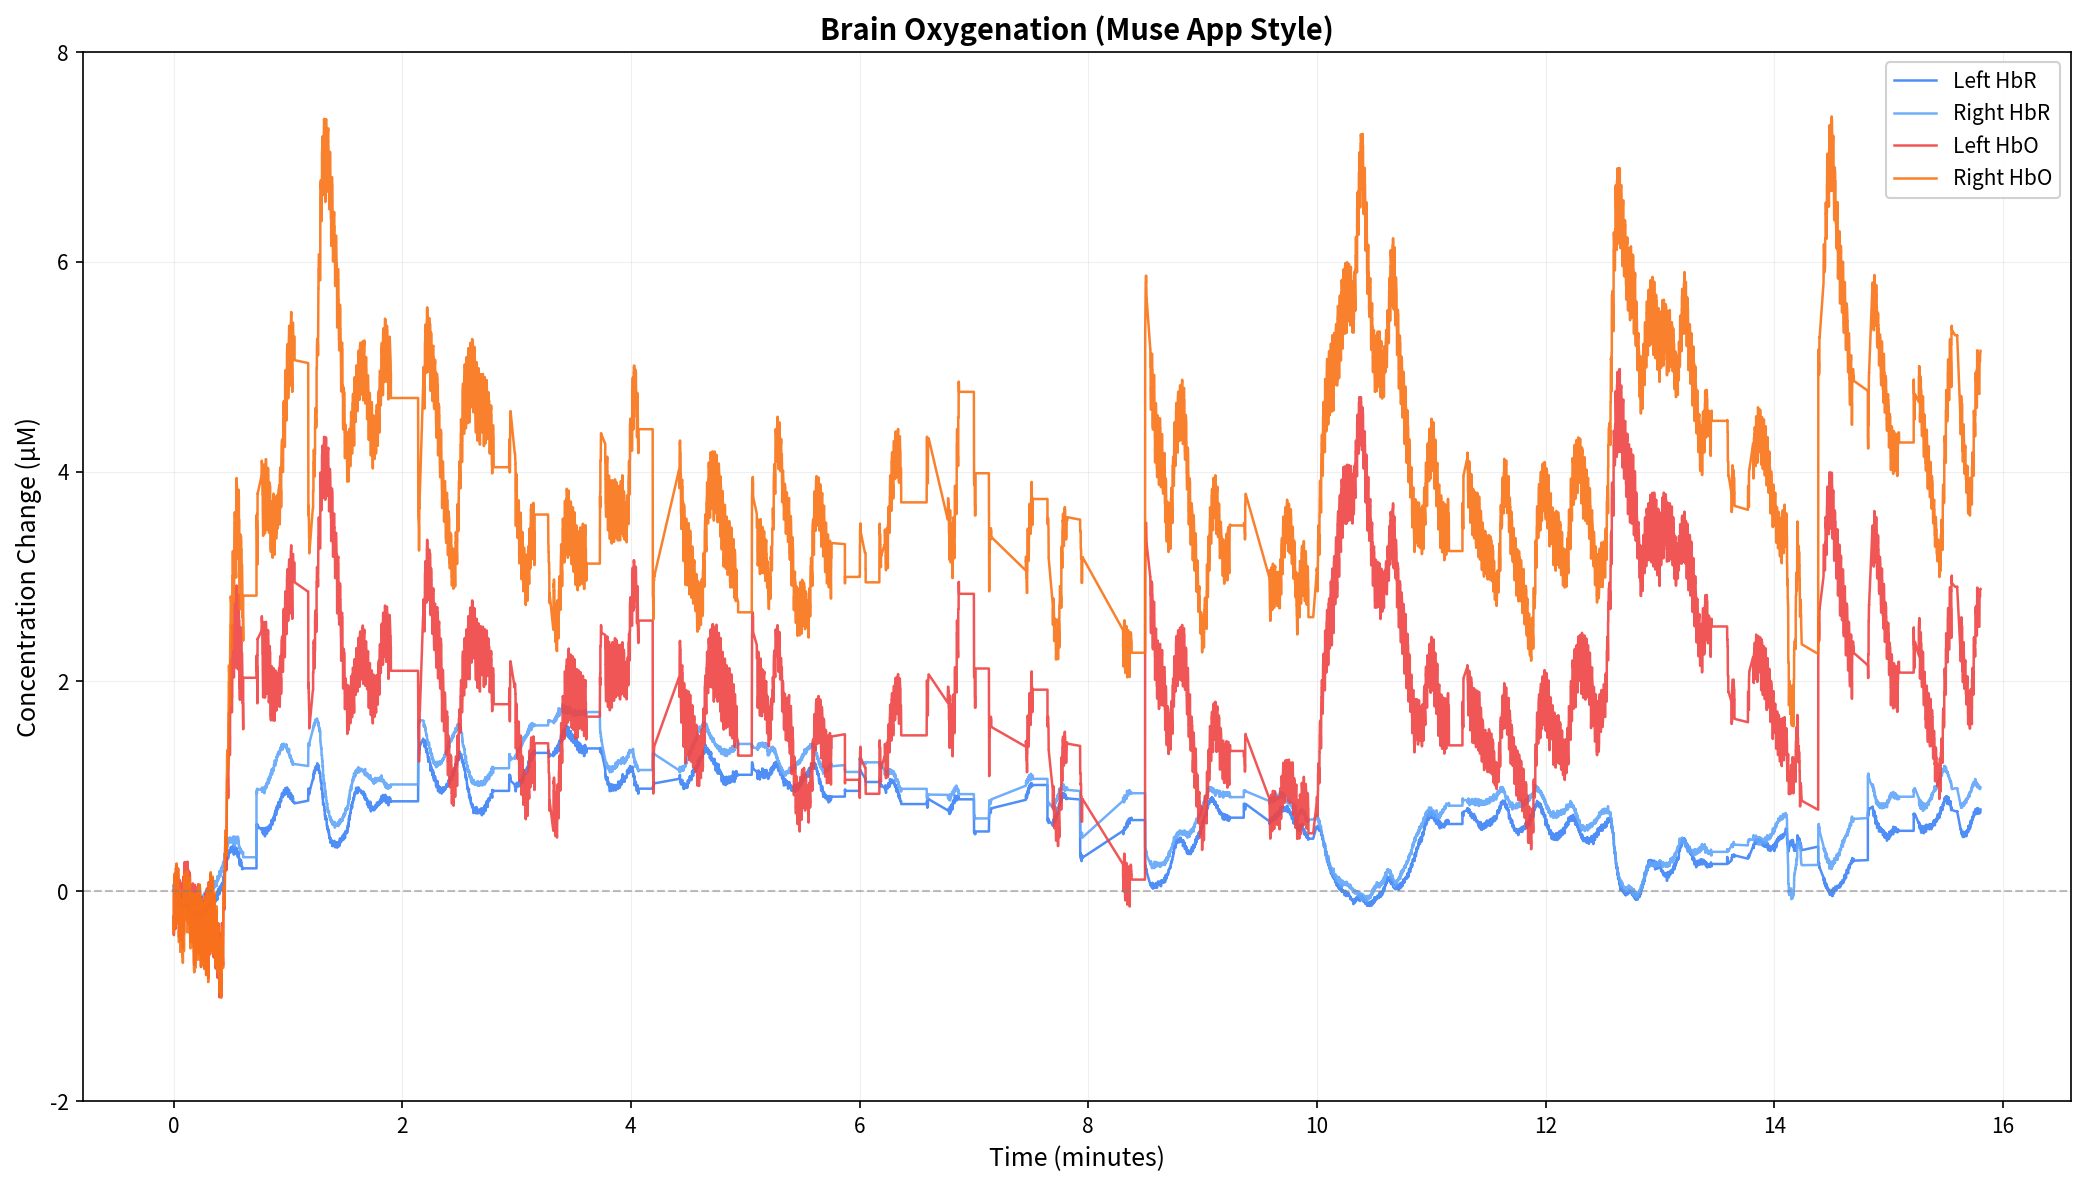 Brain Oxygenation (Muse App Style)
Left HbR
Right HbR
Left HbO
Right HbO
Concentration Change (µM)
8
6
4
2
0
-2
0 2 4 6 8 10 12 14 16
Time (minutes)